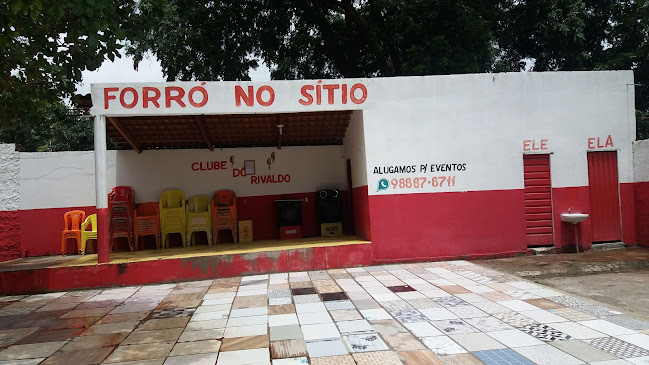 FORRÓ NO SÍTIO
CLUBE
DO
RIVALDO
ALUGAMOS P/ EVENTOS
98887-8711
ELE
ELA